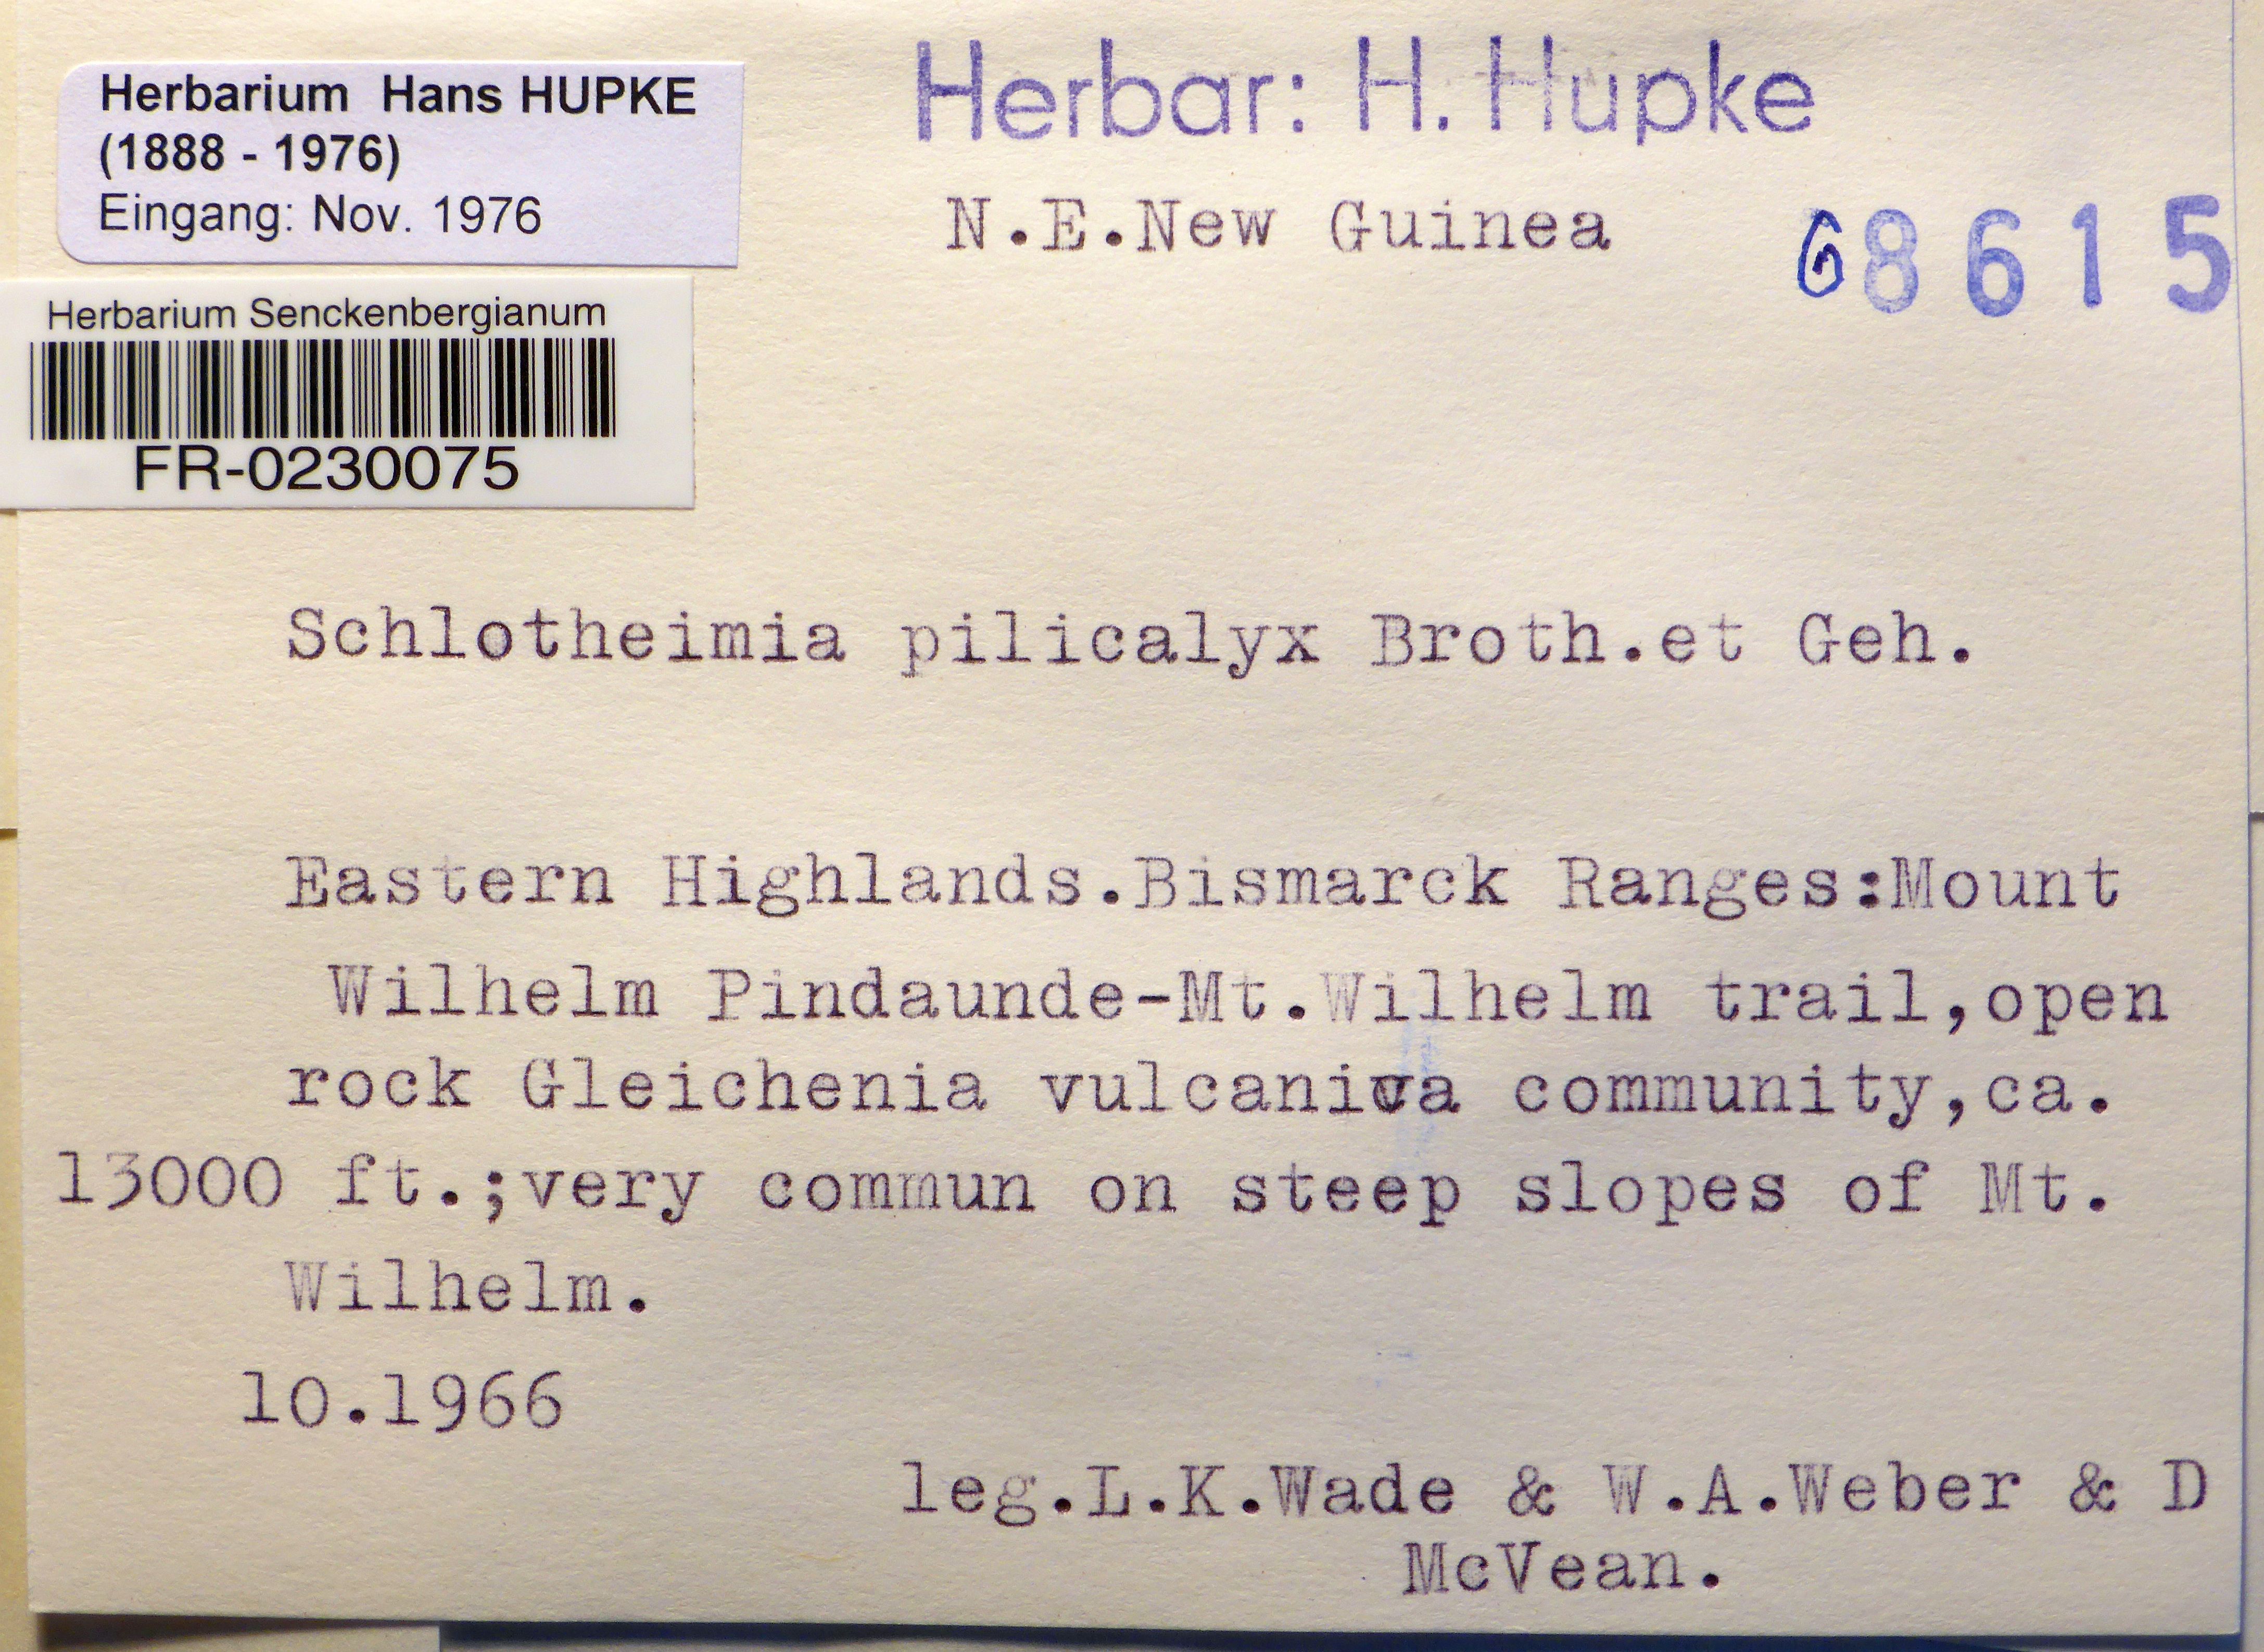 Herbarium Hans HUPKE
(1888 - 1976)
Eingang: Nov. 1976
Herbar: H. Hupke
N.E.New Guinea
68615
Herbarium Senckenbergianum
FR-0230075
Schlotheimia pilicalyx Broth.et Geh.
Eastern Highlands.Bismarck Ranges:Mount
Wilhelm Pindaunde-Mt.Wilhelm trail,open
rock Gleichenia community,ca.
13000 ft.;very commun on steep slopes of Mt.
Wilhelm.
10.1966
leg.L.K.Wade & W.A.Weber & D
McVean.